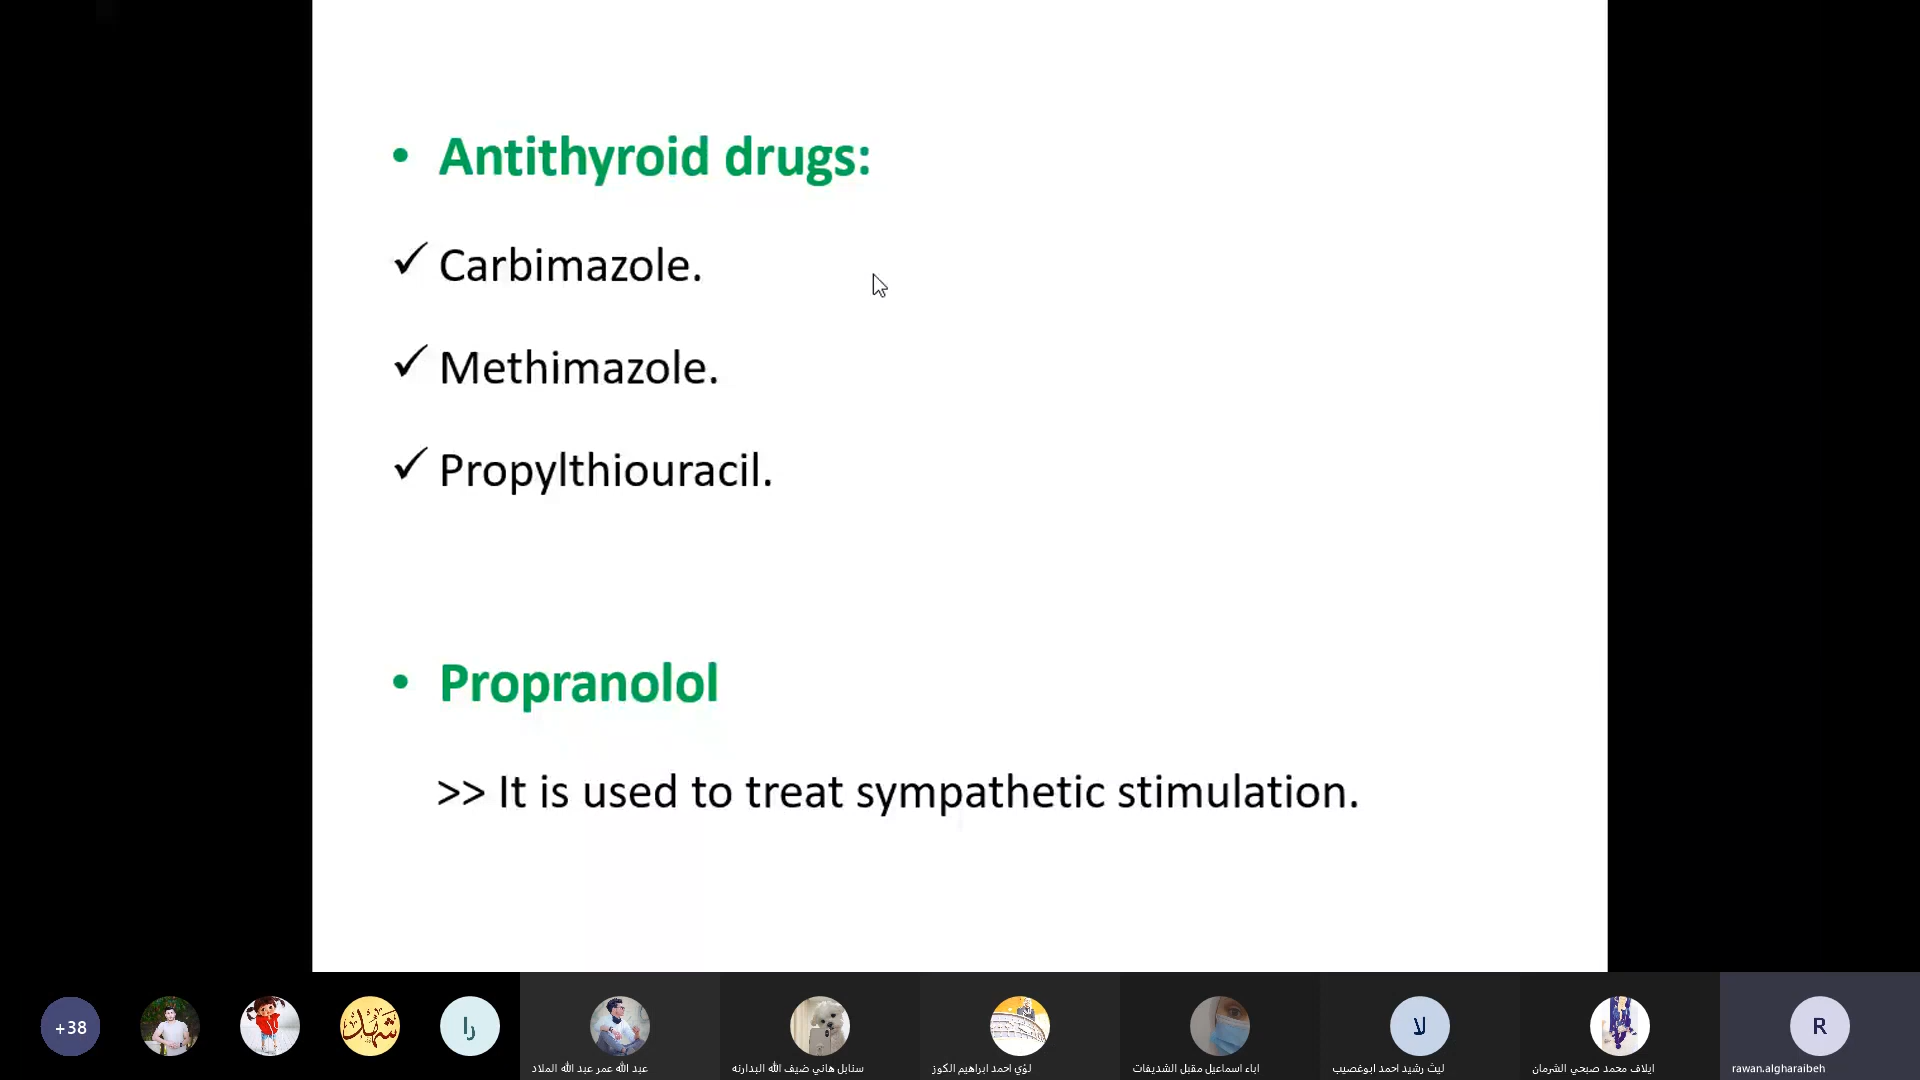 • Antithyroid drugs:
✓ Carbimazole.
✓ Methimazole.
✓ Propylthiouracil.
• Propranolol
>> It is used to treat sympathetic stimulation.
+38
شهد
را
لا
R
عبد الله عمر عبد الله الملاد
سنابل هاني ضيف الله البدارنه
لؤي احمد ابراهيم الكوز
اباء اسماعيل مقبل الشديفات
ليث رشيد احمد ابوغصيب
ايلاف محمد صبحي الشرمان
rawan.algharaibeh